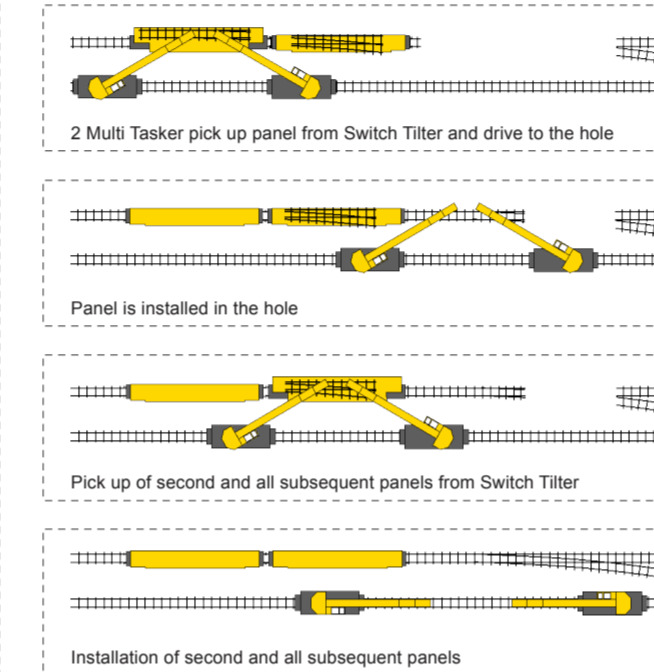 2 Multi Tasker pick up panel from Switch Tilter and drive to the hole
Panel is installed in the hole
Pick up of second and all subsequent panels from Switch Tilter
Installation of second and all subsequent panels